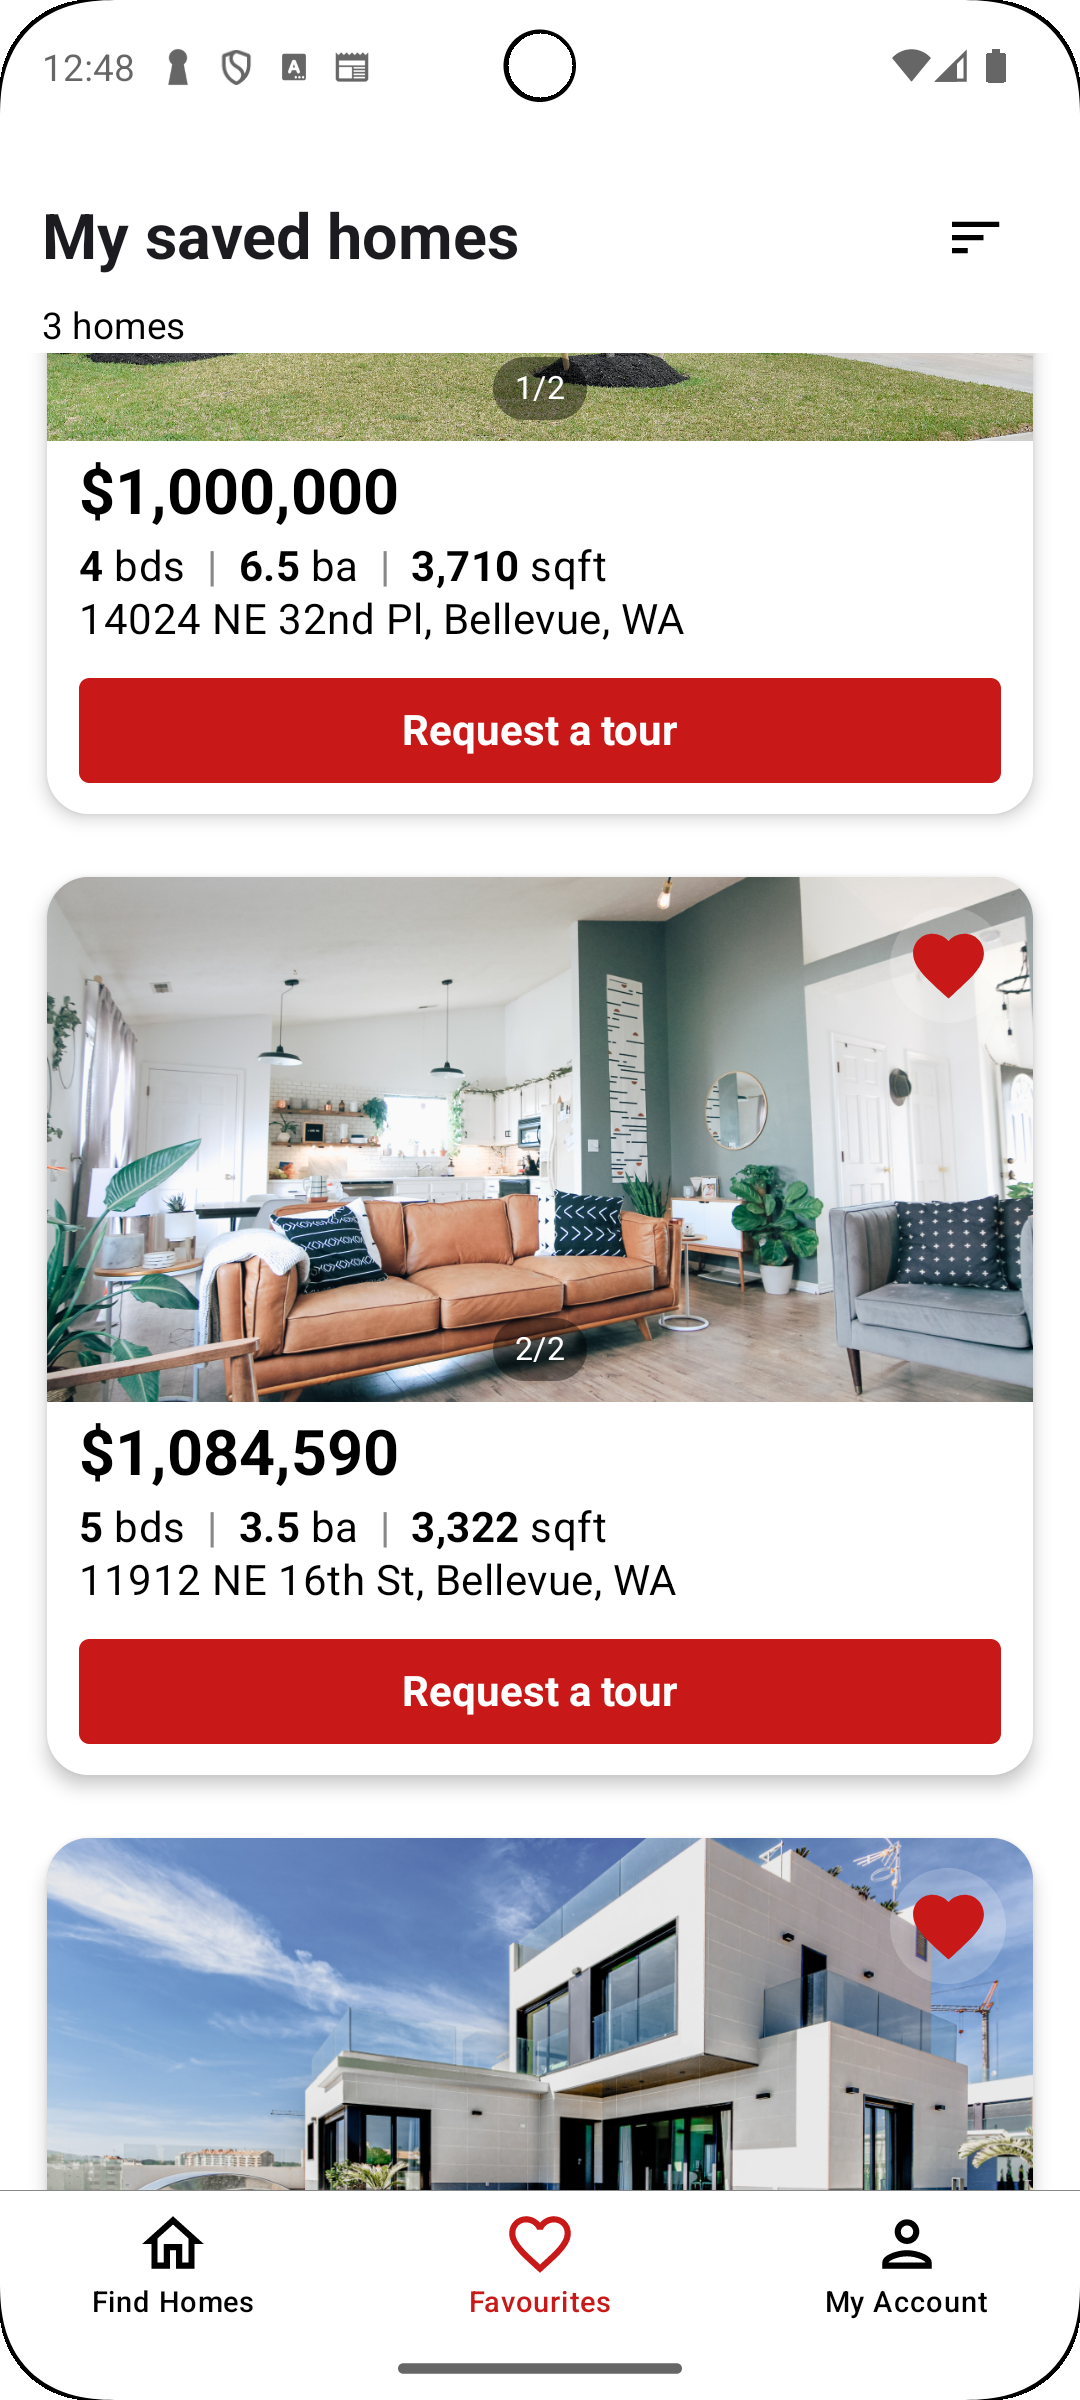 12:48
My saved homes
3 homes
1/2
$1,000,000
4 bds | 6.5 ba | 3,710 sqft
14024 NE 32nd Pl, Bellevue, WA
Request a tour
2/2
$1,084,590
5 bds | 3.5 ba | 3,322 sqft
11912 NE 16th St, Bellevue, WA
Request a tour
Find Homes
Favourites
My Account